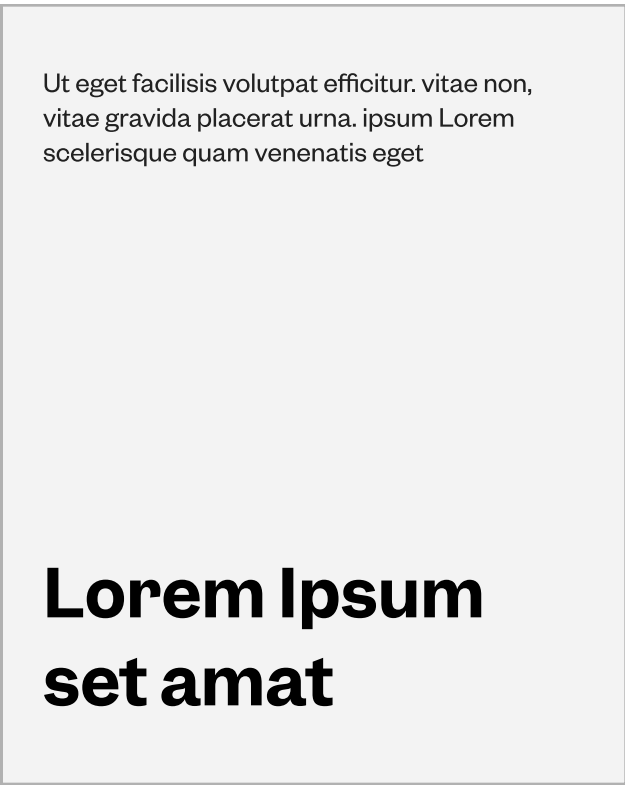 Ut eget facilisis volutpat efficitur. vitae non,
vitae gravida placerat urna. ipsum Lorem
scelerisque quam venenatis eget
Lorem Ipsum
set amat